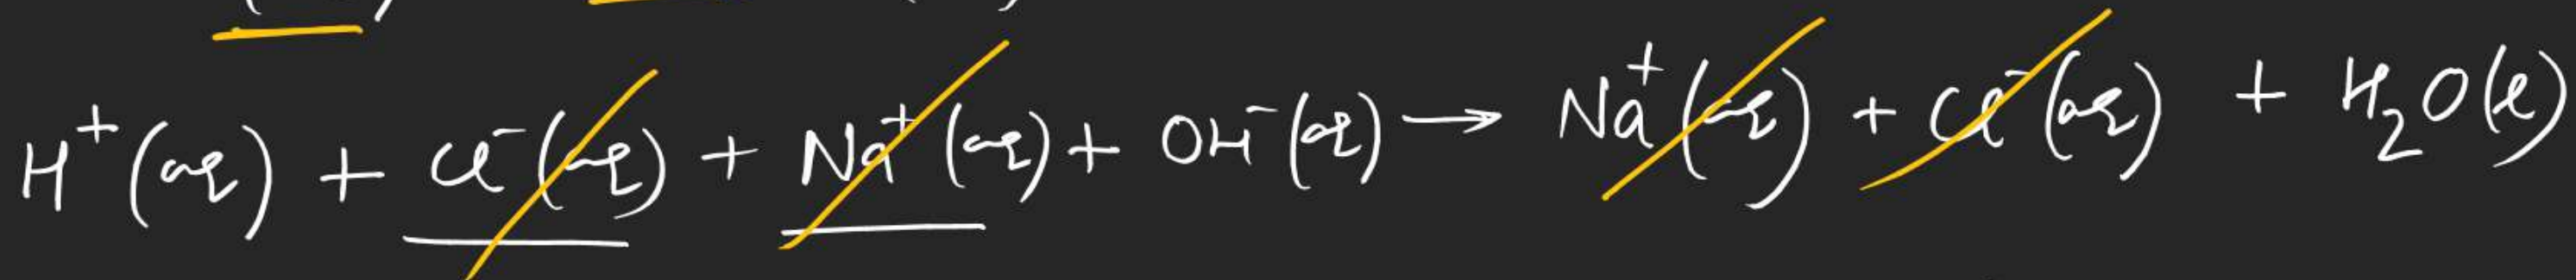 H⁺(aq) + Cl⁻(aq) + Na⁺(aq) + OH⁻(aq) → Na⁺(aq) + Cl⁻(aq) + H₂O(l)